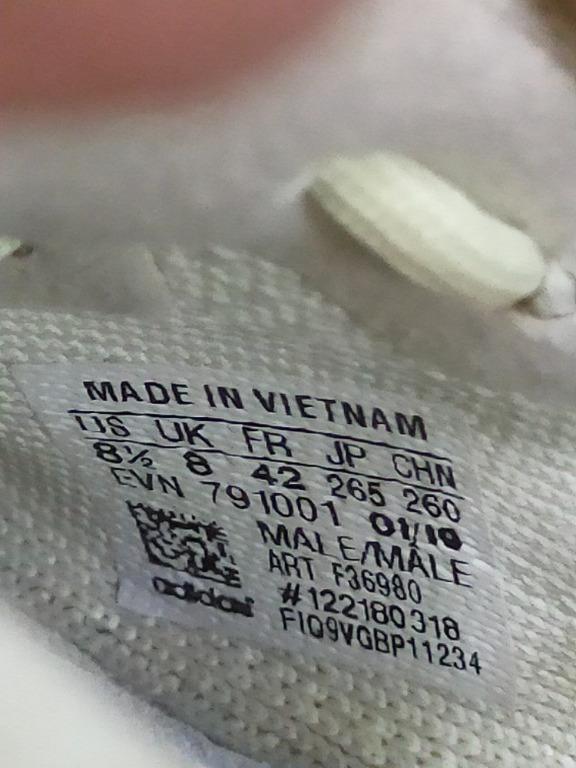 MADE IN VIETNAM
US UK FR JP CHN
8½ 8 42 265 260
EVN 791001 01/19
MALE/MALE
ART F36980
#122180318
FIQ9VGBP11234
adidas